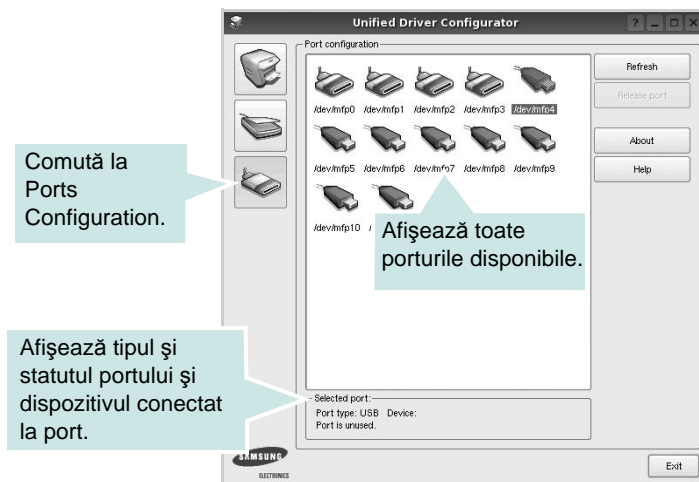 Unified Driver Configurator
Port configuration
/dev/mfp0 /dev/mfp1 /dev/mfp2 /dev/mfp3 /dev/mfp4
/dev/mfp5 /dev/mfp6 /dev/mfp7 /dev/mfp8 /dev/mfp9
/dev/mfp10
Refresh
Release port
About
Help
Comută la
Ports
Configuration.
Afişează toate
porturile disponibile.
Afişează tipul şi
statutul portului şi
dispozitivul conectat
la port.
Selected port:
Port type: USB Device:
Port is unused.
SAMSUNG
ELECTRONICS
Exit